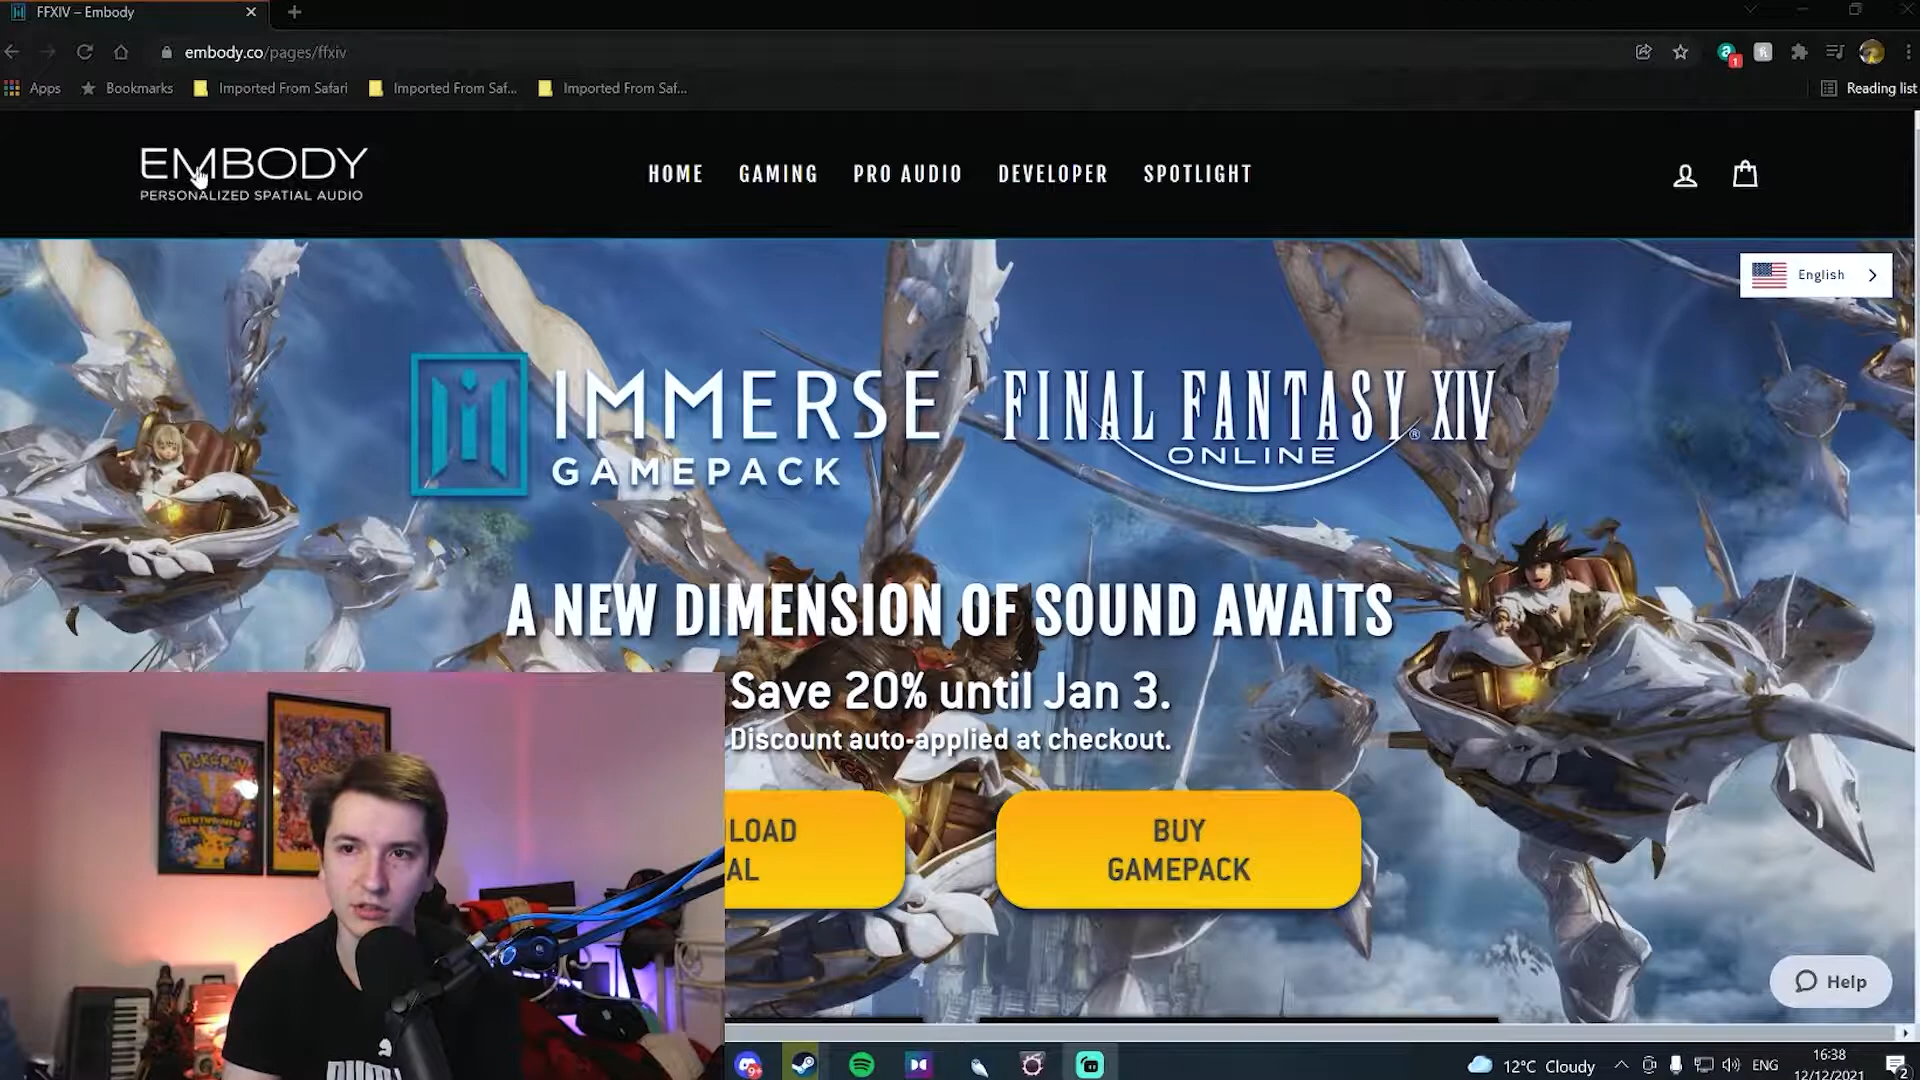 FFXIV – Embody
embody.co/pages/ffxiv
Apps
Bookmarks
Imported From Safari
Imported From Saf...
Imported From Saf...
Reading list
EMBODY
PERSONALIZED SPATIAL AUDIO
HOME
GAMING
PRO AUDIO
DEVELOPER
SPOTLIGHT
English
IMMERSE
GAMEPACK
FINAL FANTASY XIV
®
ONLINE
A NEW DIMENSION OF SOUND AWAITS
Save 20% until Jan 3.
Discount auto-applied at checkout.
LOAD
AL
BUY
GAMEPACK
Help
12°C Cloudy
ENG
16:38
12/12/2021